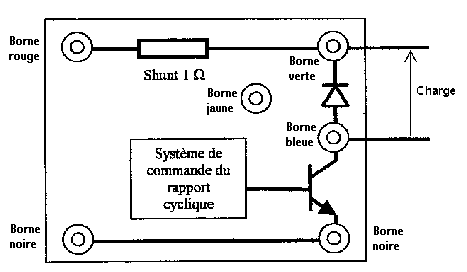 Borne
rouge
Shunt 1 Ω
Borne
verte
Borne
jaune
Charge
Borne
bleue
Système de
commande du
rapport
cyclique
Borne
noire
Borne
noire